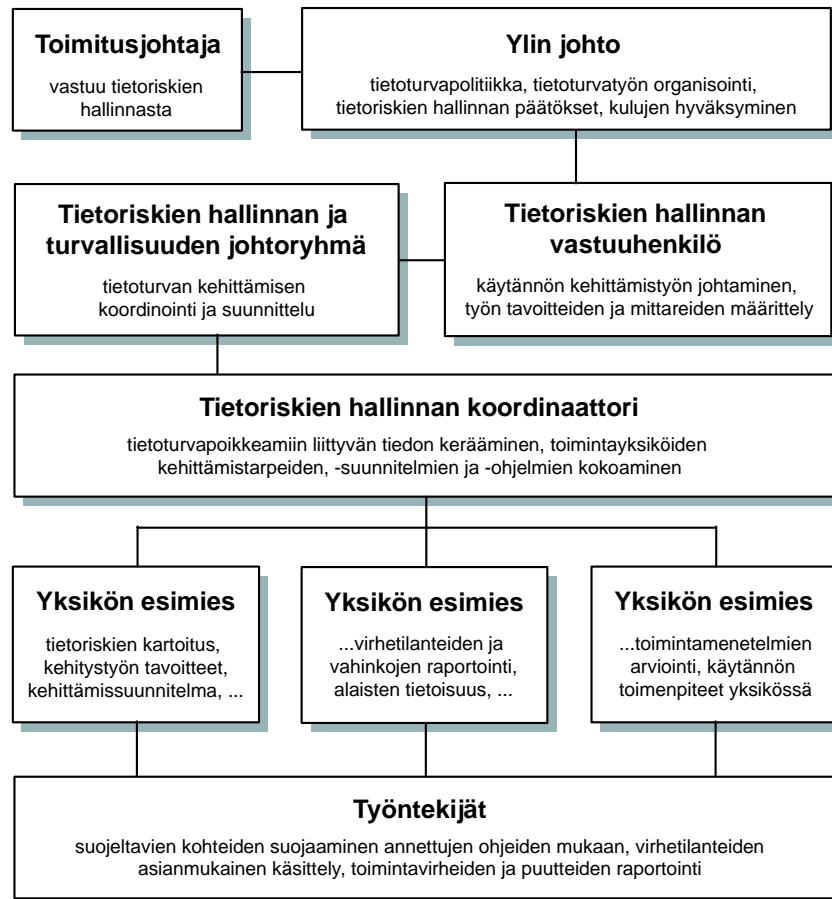 Toimitusjohtaja
vastuu tietoriskien
hallinnasta
Ylin johto
tietoturvapolitiikka, tietoturvatyön organisointi,
tietoriskien hallinnan päätökset, kulujen hyväksyminen
Tietoriskien hallinnan ja
turvallisuuden johtoryhmä
tietoturvan kehittämisen
koordinointi ja suunnittelu
Tietoriskien hallinnan
vastuuhenkilö
käytännön kehittämistyön johtaminen,
työn tavoitteiden ja mittareiden määrittely
Tietoriskien hallinnan koordinaattori
tietoturvapoikkeamiin liittyvän tiedon kerääminen, toimintayksiköiden
kehittämistarpeiden, -suunnitelmien ja -ohjelmien kokoaminen
Yksikön esimies
tietoriskien kartoitus,
kehitystyön tavoitteet,
kehittämissuunnitelma, ...
Yksikön esimies
...virhetilanteiden ja
vahinkojen raportointi,
alaisten tietoisuus, ...
Yksikön esimies
...toimintamenetelmien
arviointi, käytännön
toimenpiteet yksikössä
Työntekijät
suojeltavien kohteiden suojaaminen annettujen ohjeiden mukaan, virhetilanteiden
asianmukainen käsittely, toimintavirheiden ja puutteiden raportointi